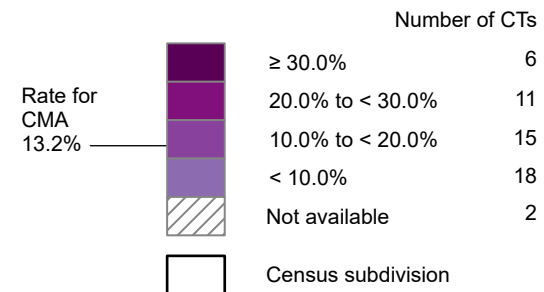 Number of CTs
≥ 30.0% 6
20.0% to < 30.0% 11
Rate for
CMA
13.2%
10.0% to < 20.0% 15
< 10.0% 18
Not available 2
Census subdivision